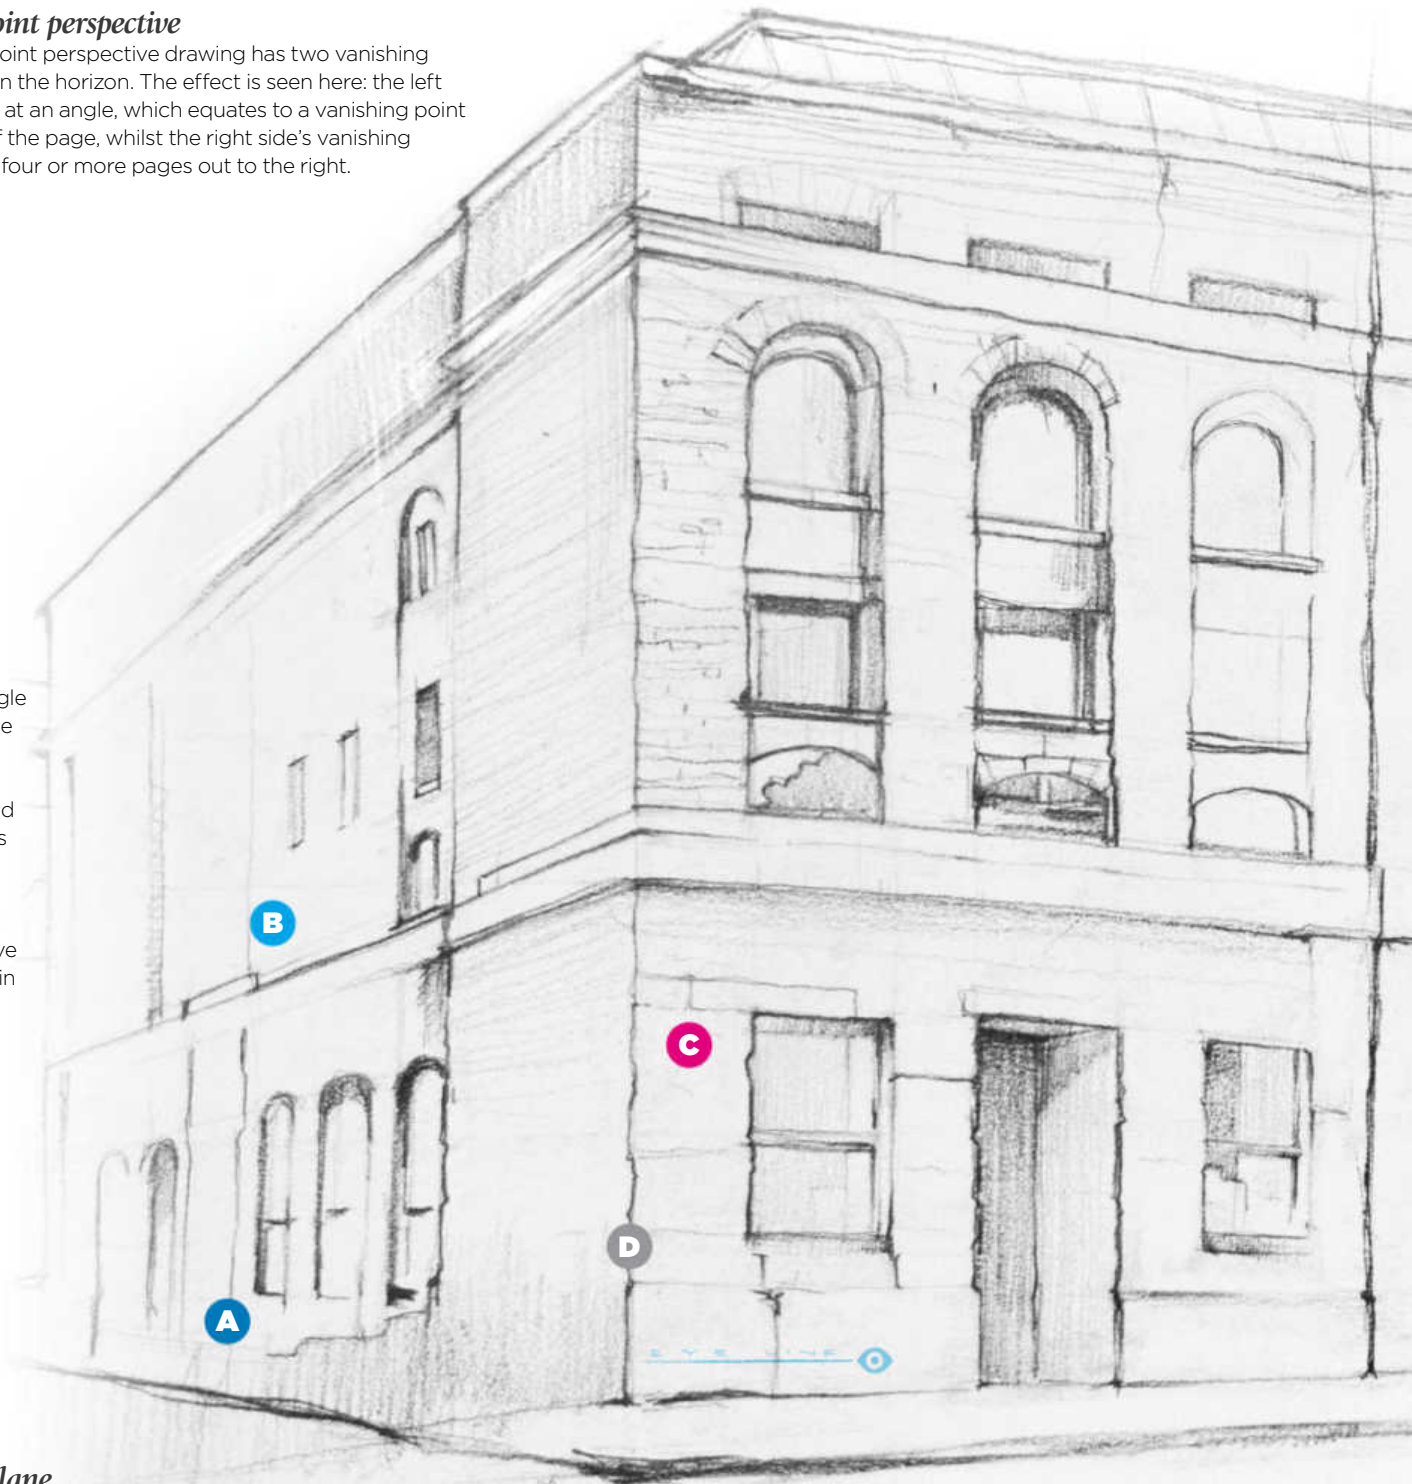 oint perspective
oint perspective drawing has two vanishing
n the horizon. The effect is seen here: the left
at an angle, which equates to a vanishing point
f the page, whilst the right side's vanishing
four or more pages out to the right.
gle
e
d
s
B
ve
in
C
D
A
EYE LINE
lane